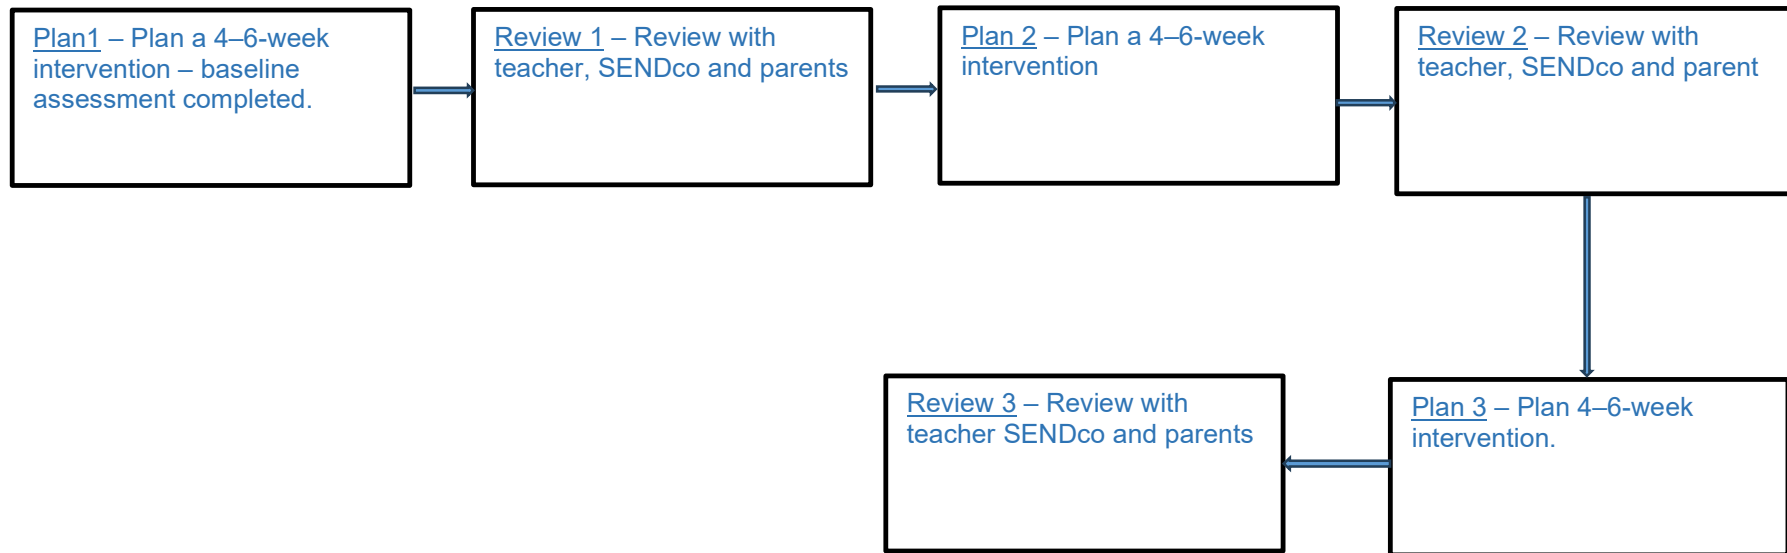 Plan1 – Plan a 4–6-week
intervention – baseline
assessment completed.
Review 1 – Review with
teacher, SENDco and parents
Plan 2 – Plan a 4–6-week
intervention
Review 2 – Review with
teacher, SENDco and parent
Plan 3 – Plan 4–6-week
intervention.
Review 3 – Review with
teacher SENDco and parents